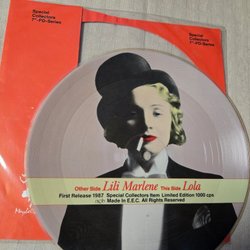 Special
Collectors
7"-PD-Series
Special
Collectors
7"-PD-Series
Other Side Lili Marlene This Side Lola
First Release 1987 Special Collectors Item Limited Edition 1000 cps
Made in E.E.C. All Rights Reserved